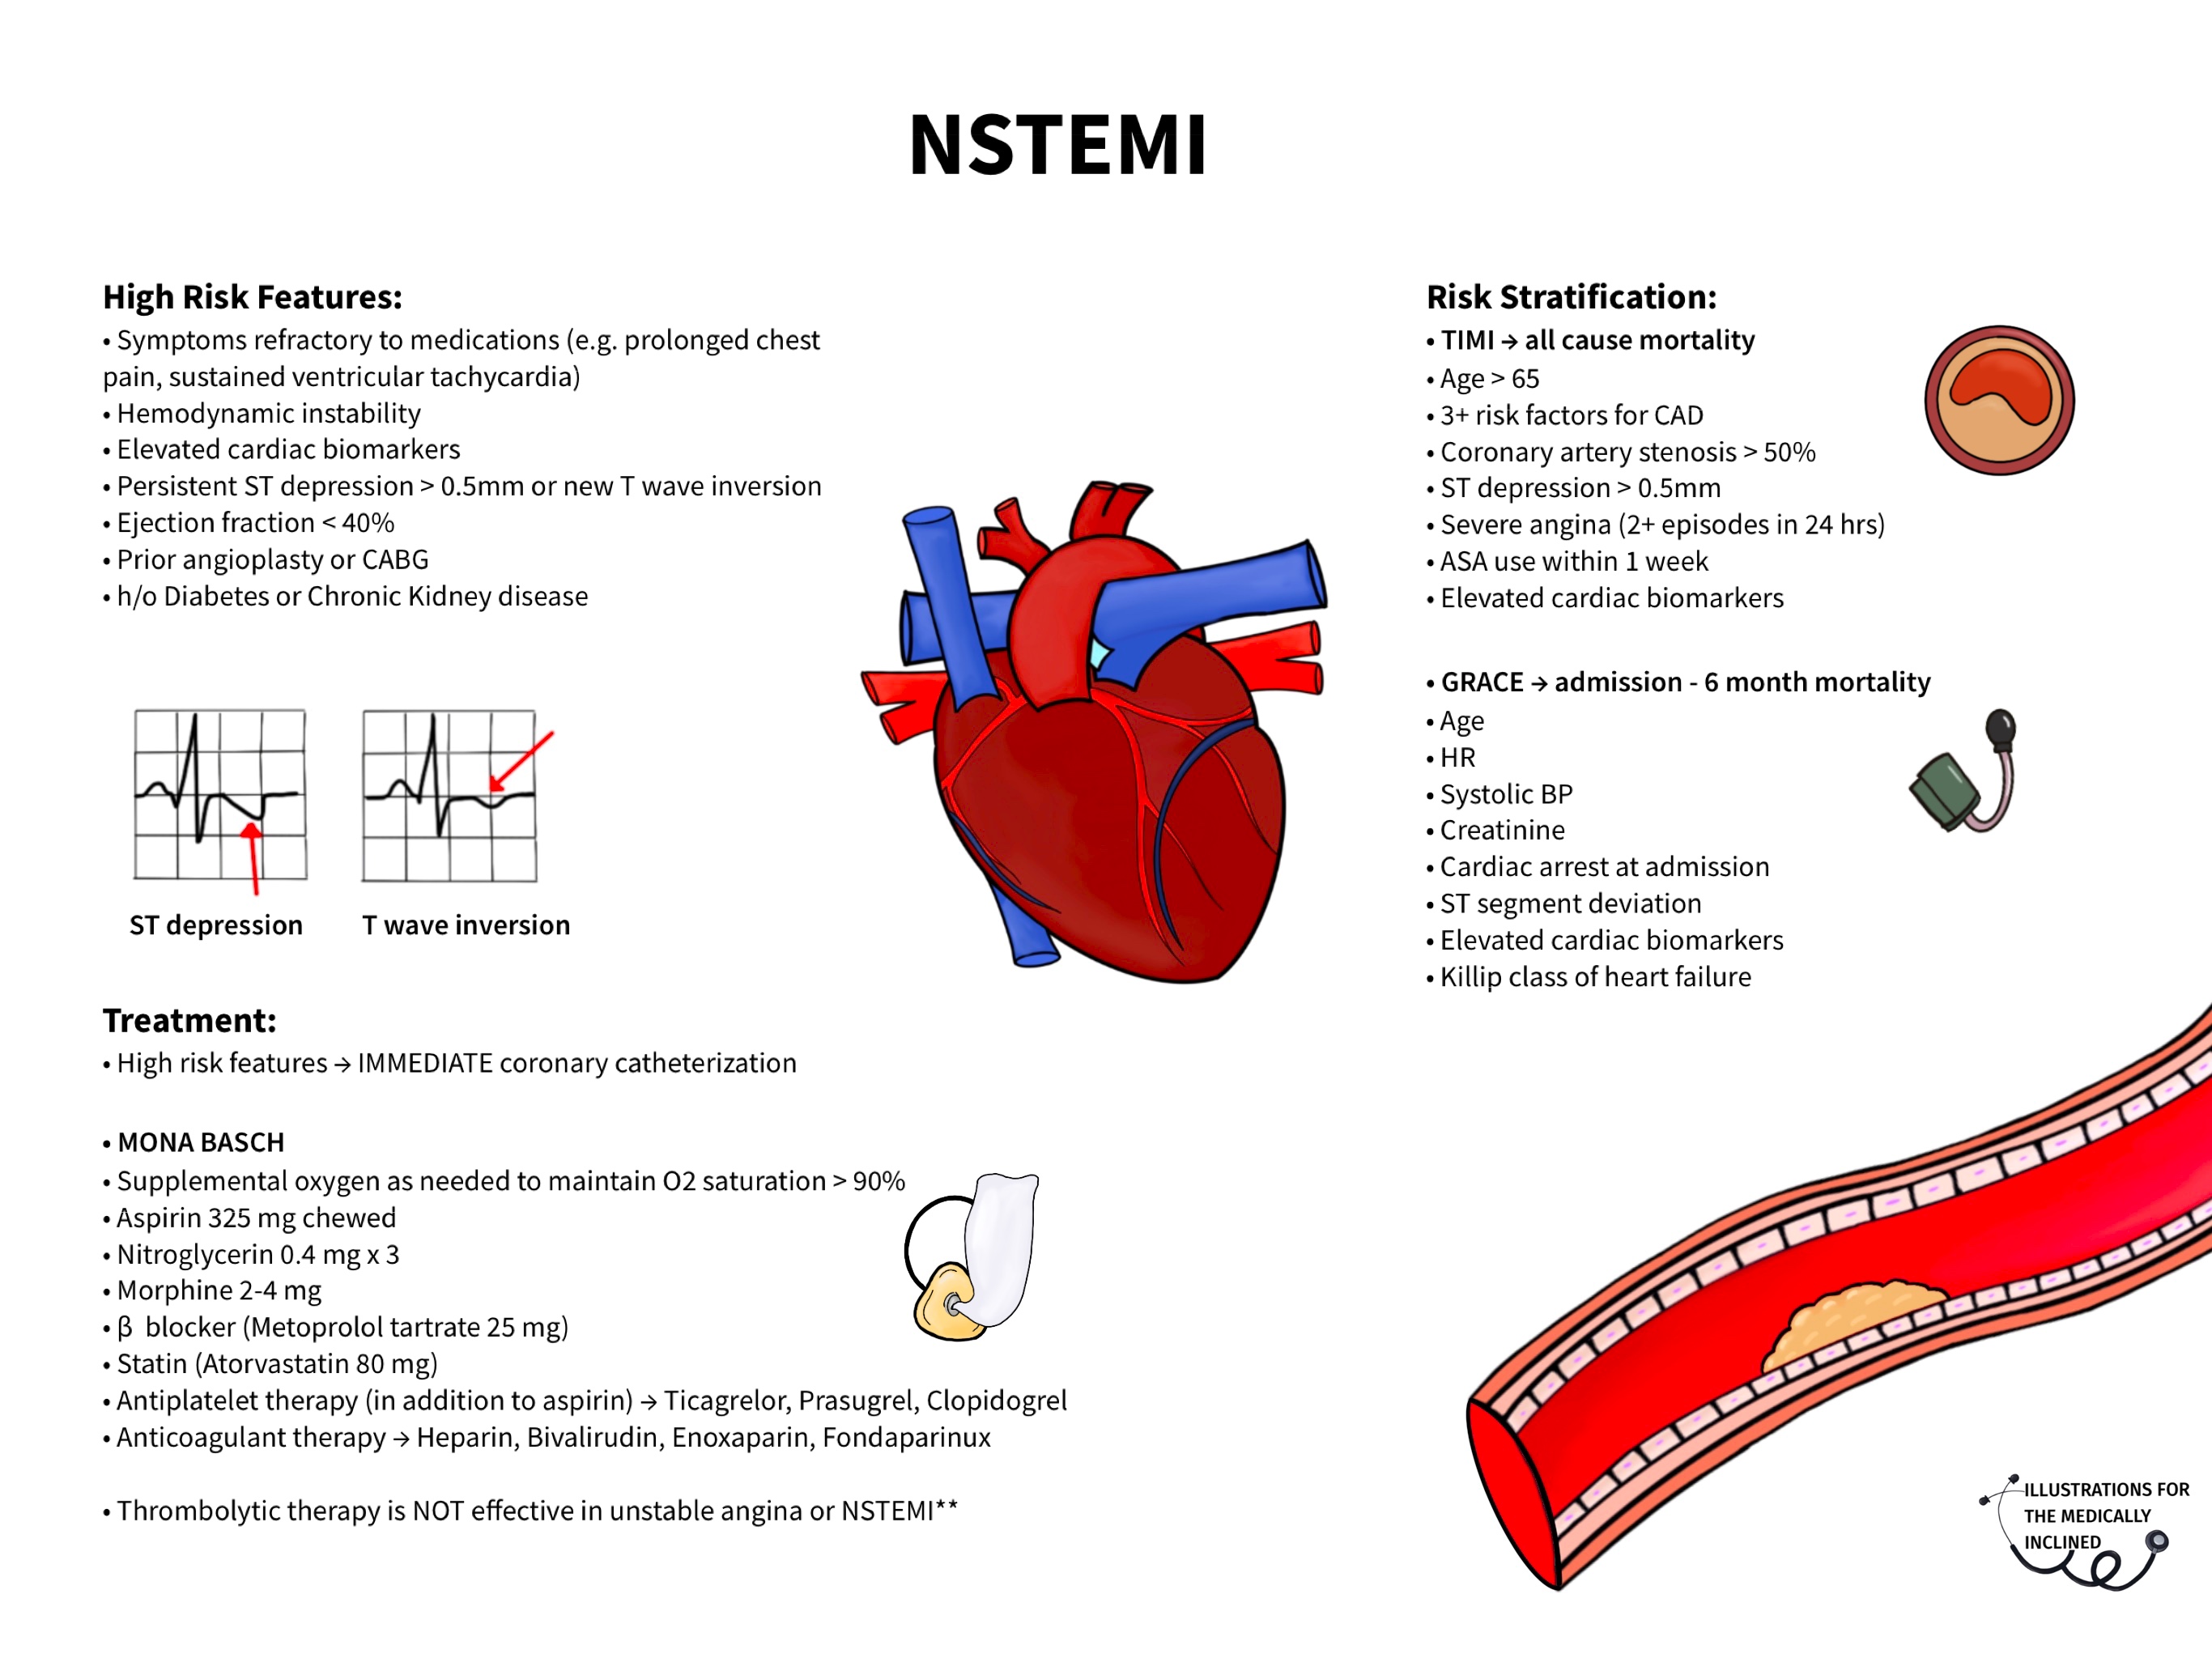 NSTEMI
High Risk Features:
• Symptoms refractory to medications (e.g. prolonged chest
pain, sustained ventricular tachycardia)
• Hemodynamic instability
• Elevated cardiac biomarkers
• Persistent ST depression > 0.5mm or new T wave inversion
• Ejection fraction < 40%
• Prior angioplasty or CABG
• h/o Diabetes or Chronic Kidney disease
ST depression
T wave inversion
Treatment:
• High risk features → IMMEDIATE coronary catheterization
• MONA BASCH
• Supplemental oxygen as needed to maintain O2 saturation > 90%
• Aspirin 325 mg chewed
• Nitroglycerin 0.4 mg x 3
• Morphine 2-4 mg
• β blocker (Metoprolol tartrate 25 mg)
• Statin (Atorvastatin 80 mg)
• Antiplatelet therapy (in addition to aspirin) → Ticagrelor, Prasugrel, Clopidogrel
• Anticoagulant therapy → Heparin, Bivalirudin, Enoxaparin, Fondaparinux
• Thrombolytic therapy is NOT effective in unstable angina or NSTEMI**
Risk Stratification:
• TIMI → all cause mortality
• Age > 65
• 3+ risk factors for CAD
• Coronary artery stenosis > 50%
• ST depression > 0.5mm
• Severe angina (2+ episodes in 24 hrs)
• ASA use within 1 week
• Elevated cardiac biomarkers
• GRACE → admission - 6 month mortality
• Age
• HR
• Systolic BP
• Creatinine
• Cardiac arrest at admission
• ST segment deviation
• Elevated cardiac biomarkers
• Killip class of heart failure
ILLUSTRATIONS FOR
THE MEDICALLY
INCLINED